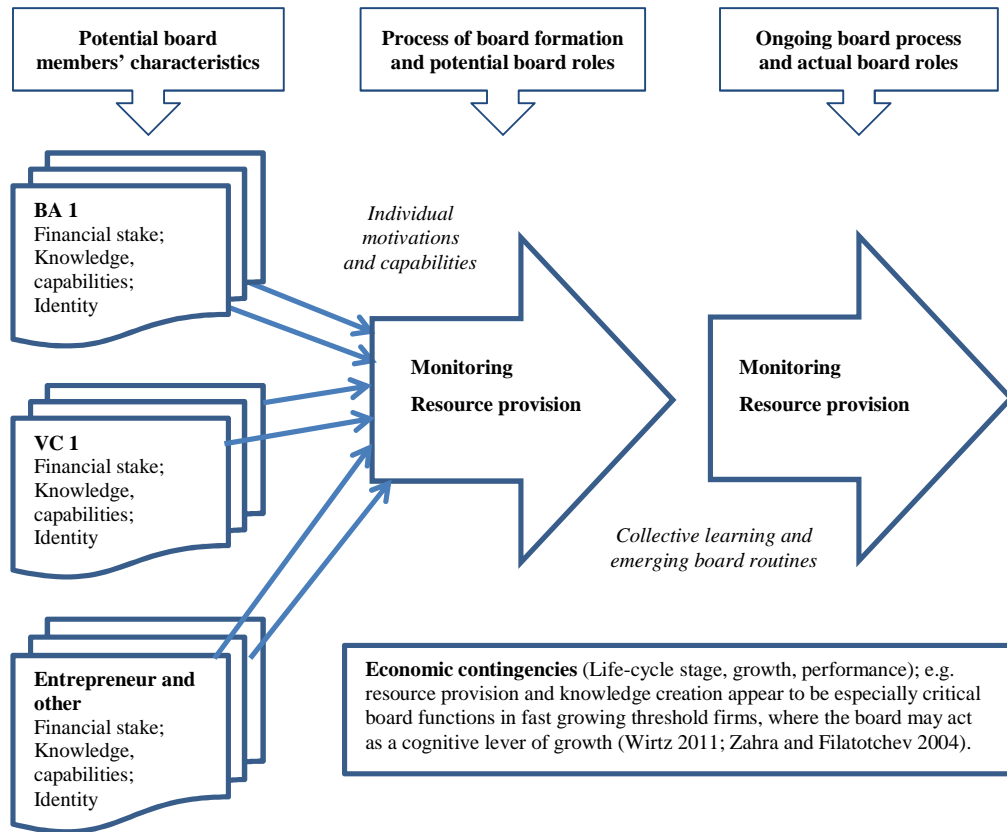 Potential board
members’ characteristics
Process of board formation
and potential board roles
Ongoing board process
and actual board roles
BA 1
Financial stake;
Knowledge,
capabilities;
Identity
Individual
motivations
and capabilities
Monitoring
Resource provision
Monitoring
Resource provision
VC 1
Financial stake;
Knowledge,
capabilities;
Identity
Collective learning and
emerging board routines
Entrepreneur and
other
Financial stake;
Knowledge,
capabilities;
Identity
Economic contingencies (Life-cycle stage, growth, performance); e.g.
resource provision and knowledge creation appear to be especially critical
board functions in fast growing threshold firms, where the board may act
as a cognitive lever of growth (Wirtz 2011; Zahra and Filatotchev 2004).